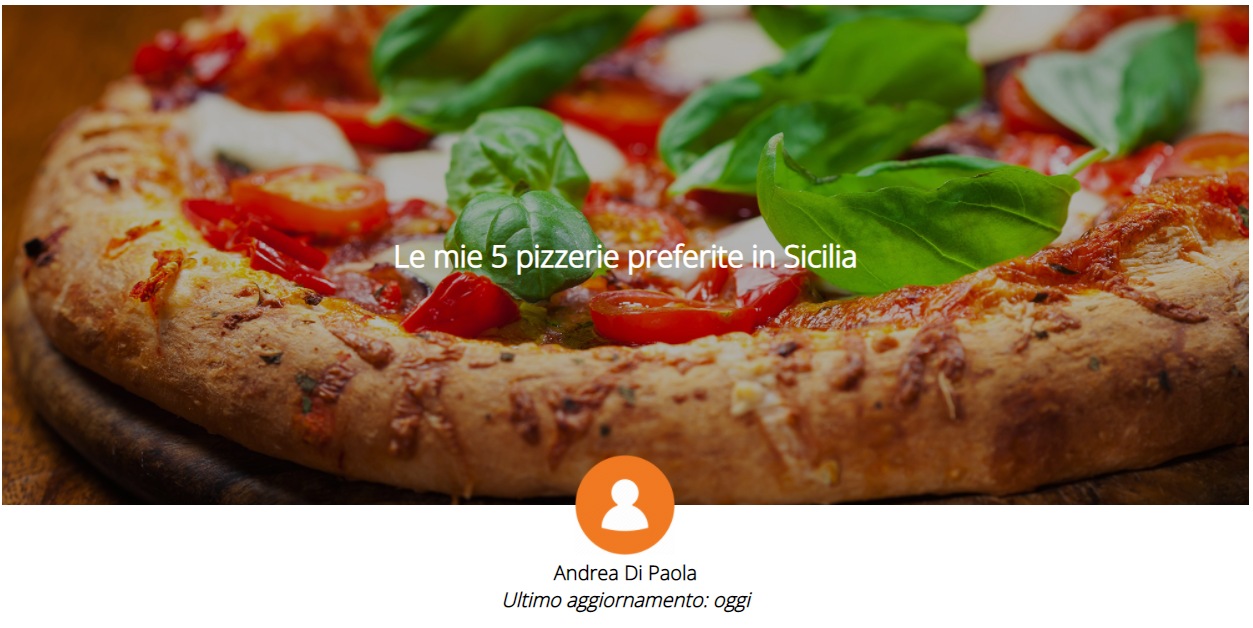 Le mie 5 pizzerie preferite in Sicilia
Andrea Di Paola
Ultimo aggiornamento: oggi